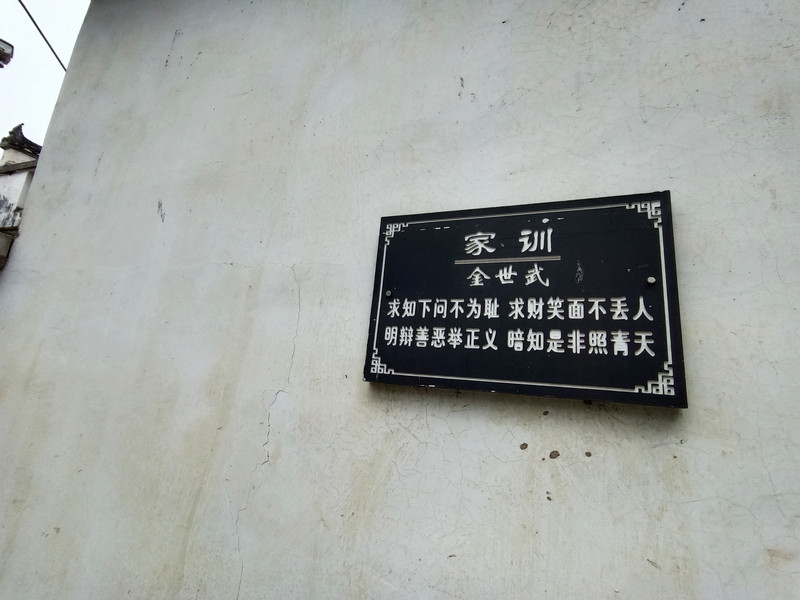 家训
金世武
求知下问不为耻 求财笑面不丢人
明辩善恶举正义 暗知是非照青天